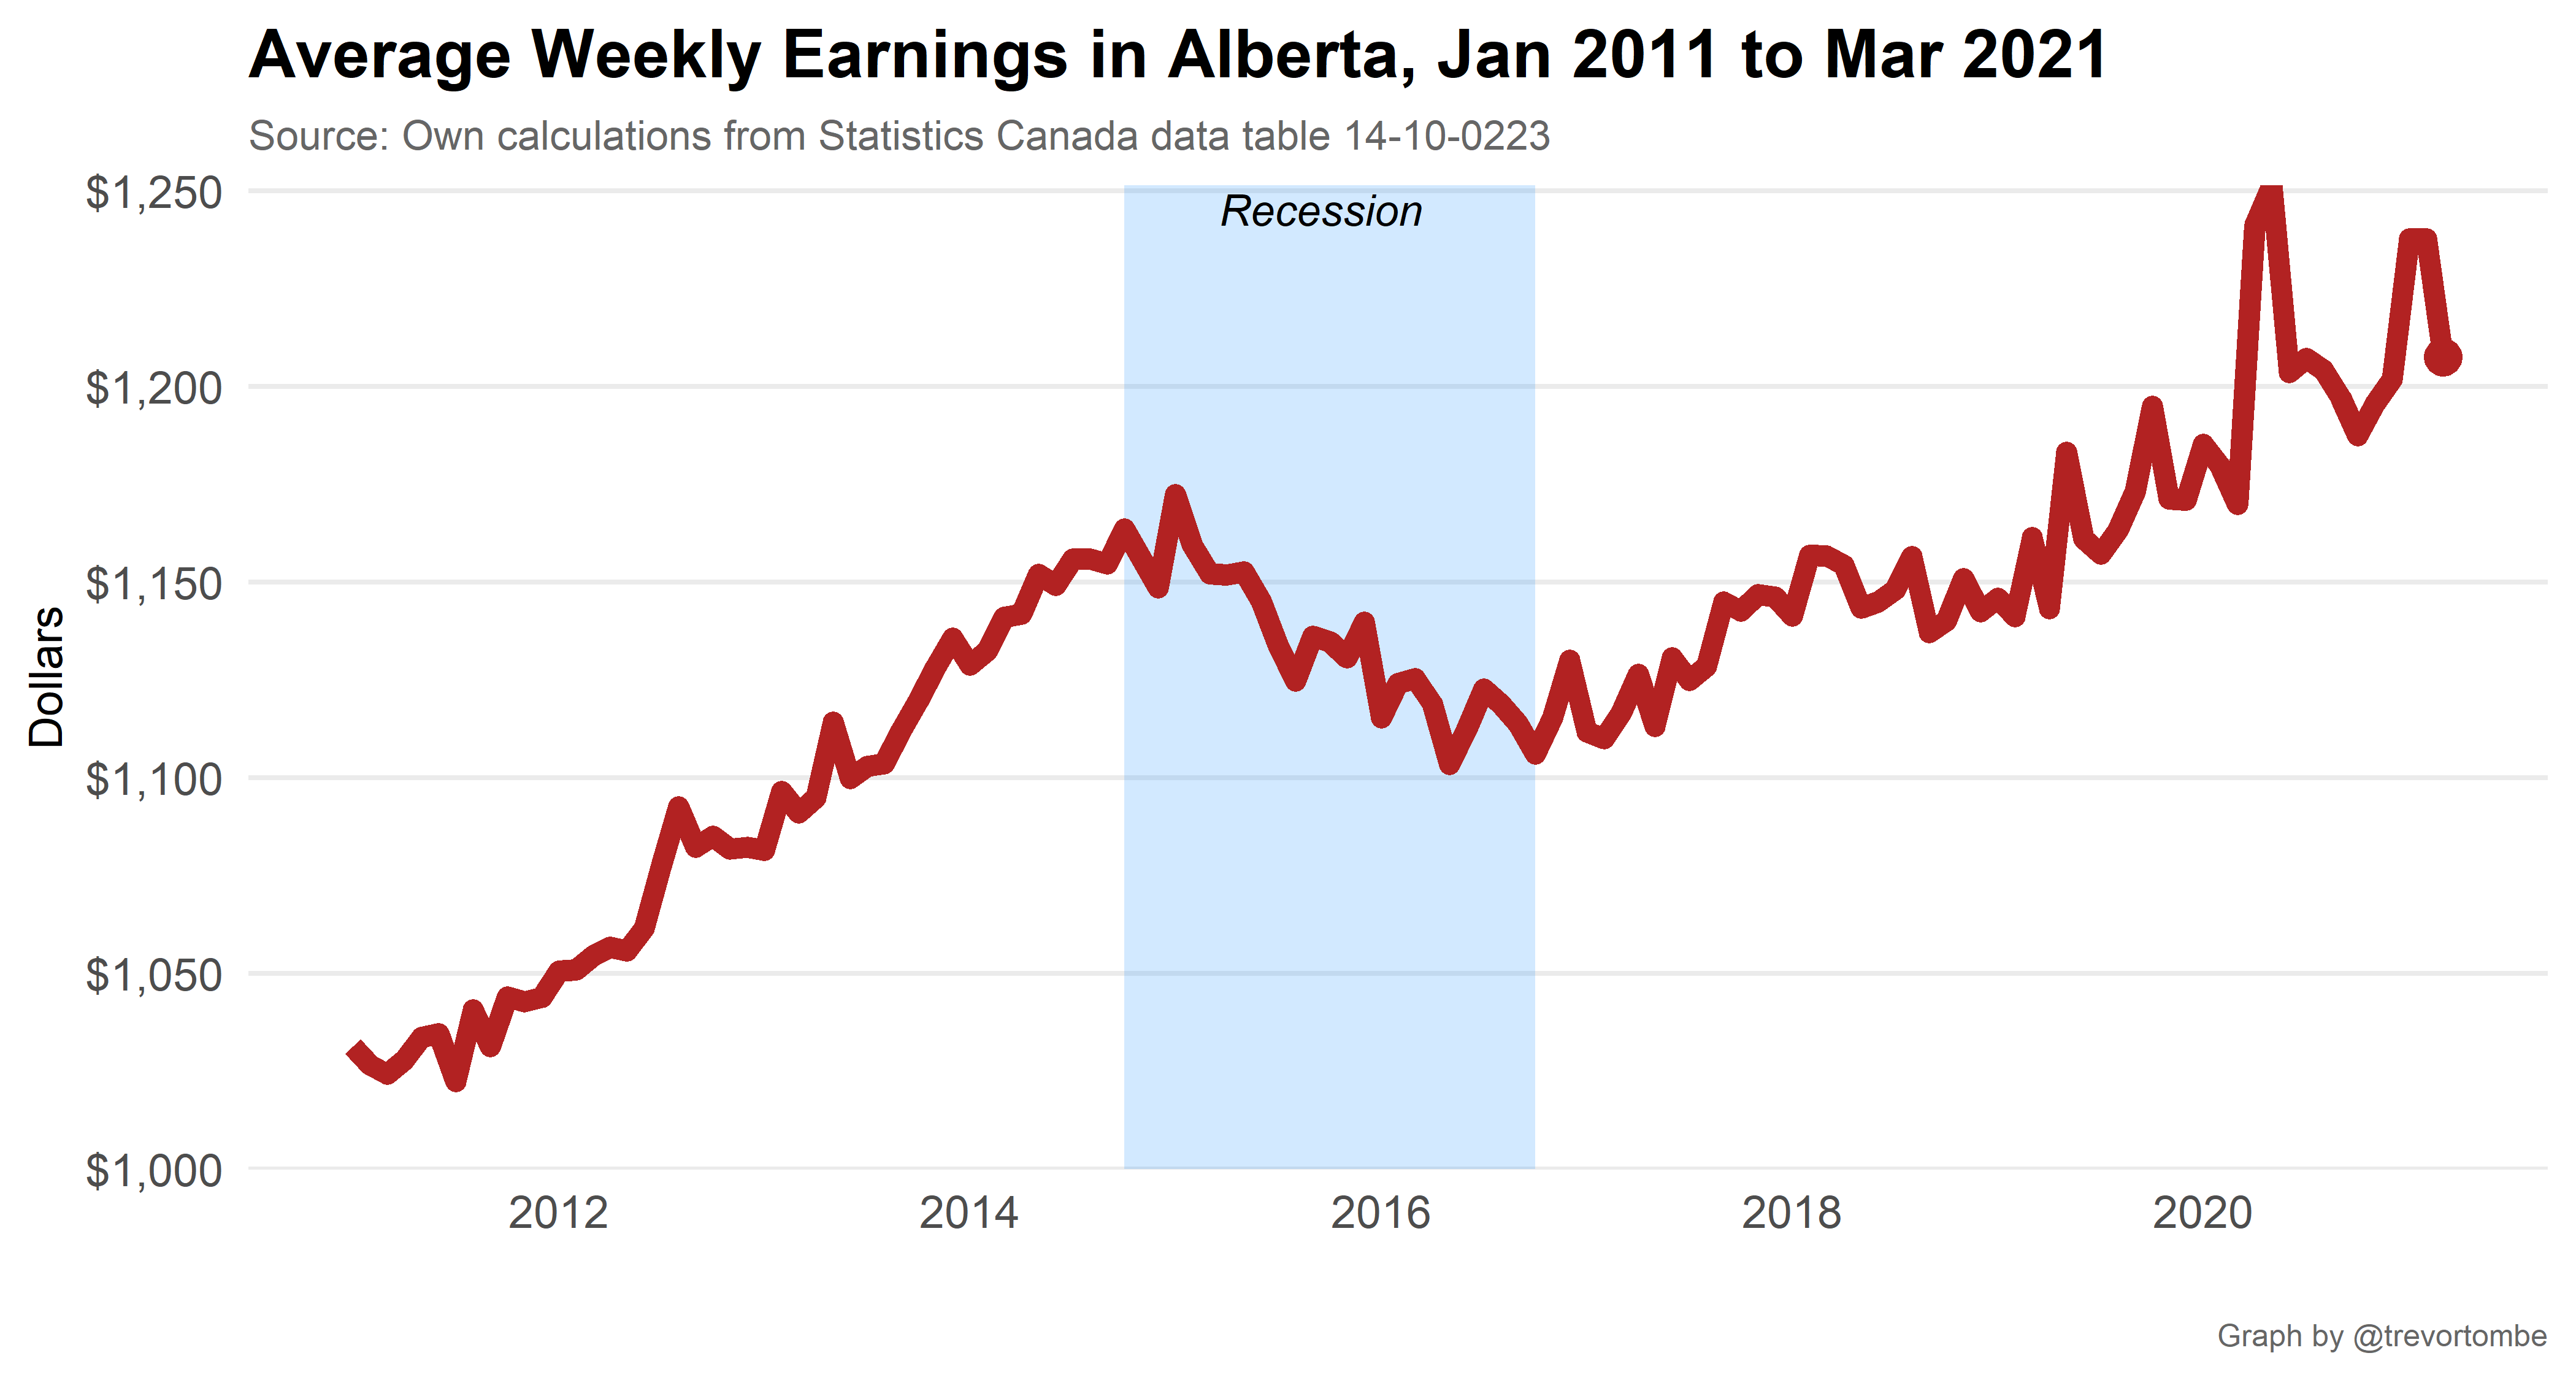 Average Weekly Earnings in Alberta, Jan 2011 to Mar 2021
Source: Own calculations from Statistics Canada data table 14-10-0223
$1,250
Recession
$1,200
$1,150
Dollars
$1,100
$1,050
$1,000
2012 2014 2016 2018 2020
Graph by @trevortombe